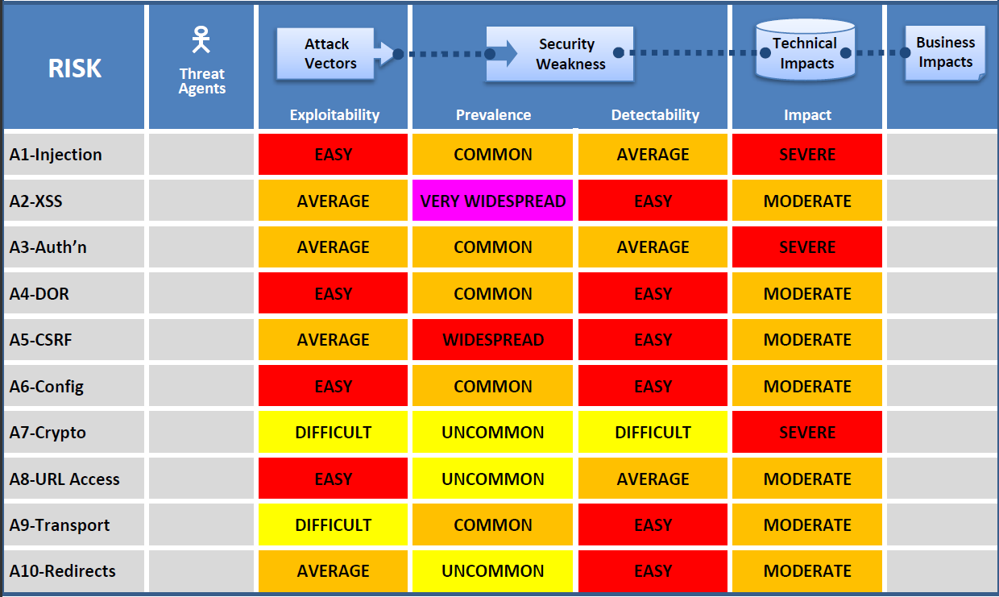 RISK
Threat
Agents
Attack
Vectors
Security
Weakness
Technical
Impacts
Business
Impacts
Exploitability
Prevalence
Detectability
Impact
A1-Injection EASY COMMON AVERAGE SEVERE
A2-XSS AVERAGE VERY WIDESPREAD EASY MODERATE
A3-Auth’n AVERAGE COMMON AVERAGE SEVERE
A4-DOR EASY COMMON EASY MODERATE
A5-CSRF AVERAGE WIDESPREAD EASY MODERATE
A6-Config EASY COMMON EASY MODERATE
A7-Crypto DIFFICULT UNCOMMON DIFFICULT SEVERE
A8-URL Access EASY UNCOMMON AVERAGE MODERATE
A9-Transport DIFFICULT COMMON EASY MODERATE
A10-Redirects AVERAGE UNCOMMON EASY MODERATE